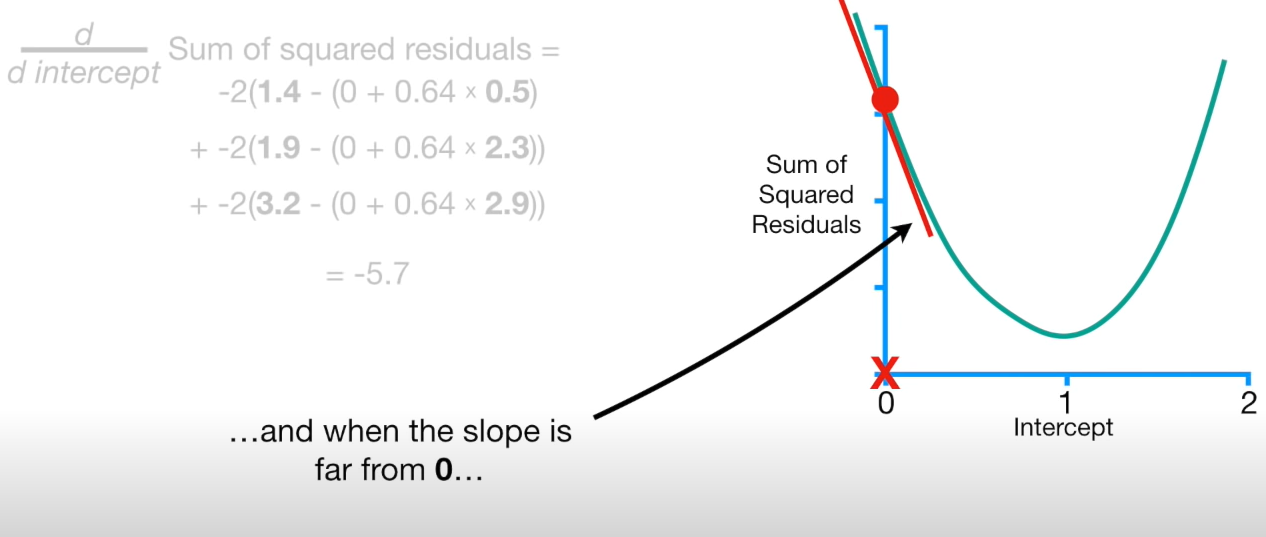 d
d intercept
Sum of squared residuals =
-2(1.4 - (0 + 0.64 × 0.5)
+ -2(1.9 - (0 + 0.64 × 2.3))
+ -2(3.2 - (0 + 0.64 × 2.9))
= -5.7
Sum of
Squared
Residuals
X
0
1
2
Intercept
…and when the slope is
far from 0…